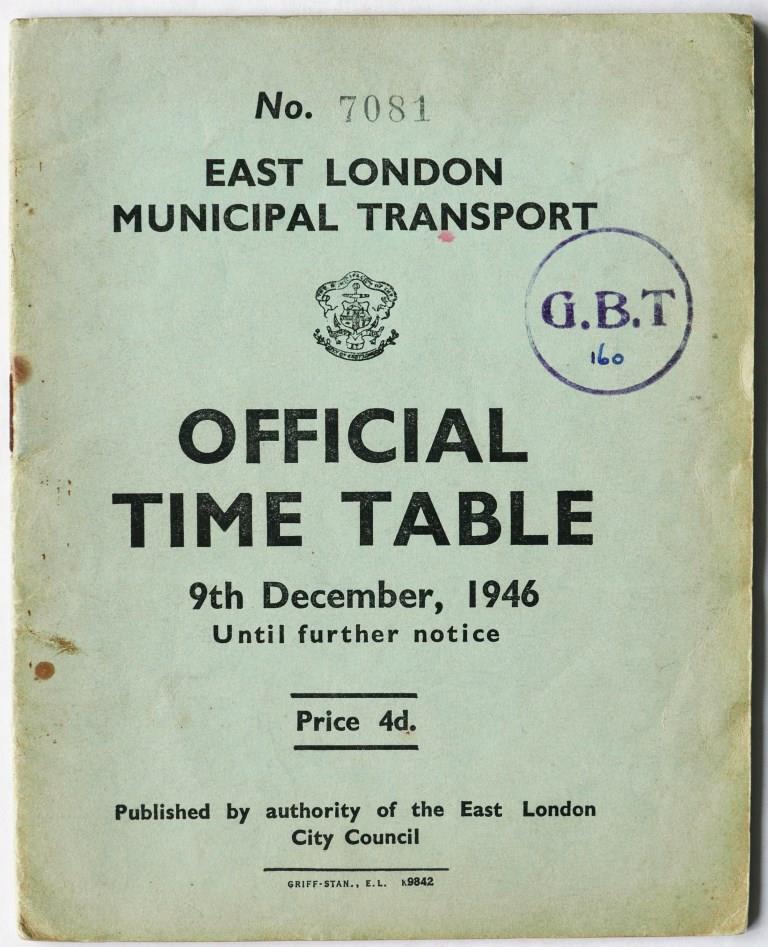 No. 7081
EAST LONDON
MUNICIPAL TRANSPORT
G.B.T
160
OFFICIAL
TIME TABLE
9th December, 1946
Until further notice
Price 4d.
Published by authority of the East London
City Council
GRIFF-STAN., E.L. K9842